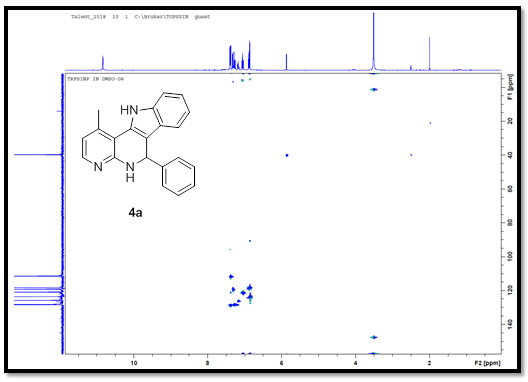 Talent_2018 10 1 C:\Bruker\TOPSPIN guest
TRPSINP IN DMSO-D6
F1 [ppm]
20
40
60
80
100
120
140
HN
N
N
H
4a
10
8
6
4
2
F2 [ppm]